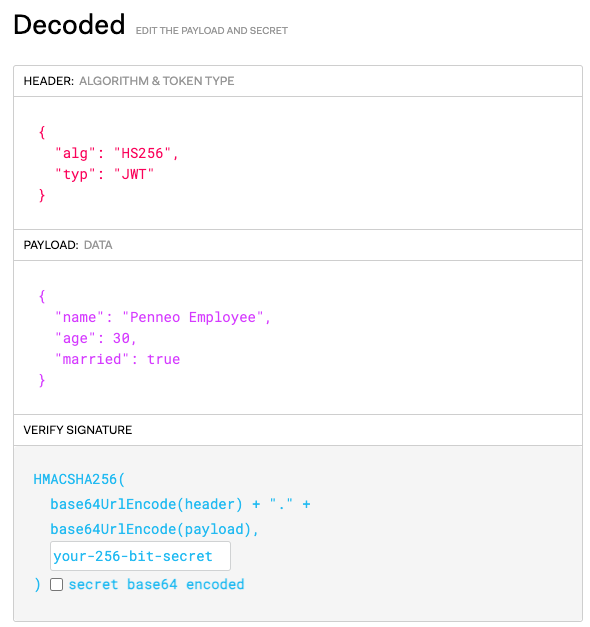 Decoded EDIT THE PAYLOAD AND SECRET
HEADER: ALGORITHM & TOKEN TYPE
{
"alg": "HS256",
"typ": "JWT"
}
PAYLOAD: DATA
{
"name": "Penneo Employee",
"age": 30,
"married": true
}
VERIFY SIGNATURE
HMACSHA256(
base64UrlEncode(header) + "." +
base64UrlEncode(payload),
your-256-bit-secret
) secret base64 encoded